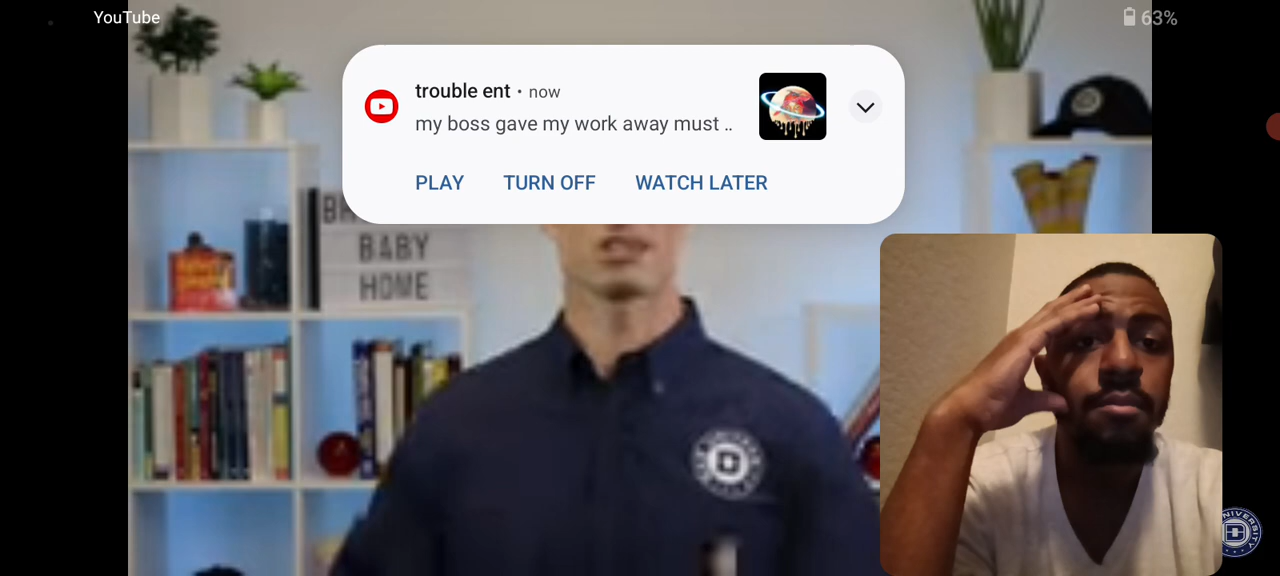 YouTube
63%
trouble ent • now
my boss gave my work away must ..
PLAY TURN OFF WATCH LATER
BABY
HOME